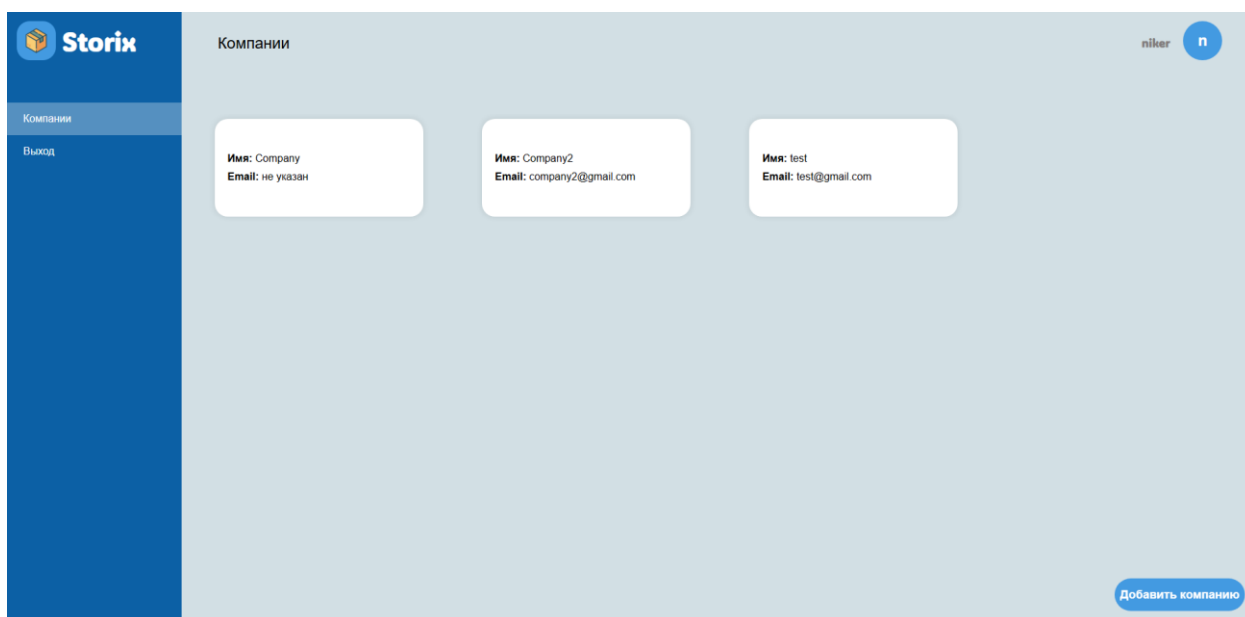 Storix
Компании
niker
n
Компании
Выход
Имя: Company
Email: не указан
Имя: Company2
Email: company2@gmail.com
Имя: test
Email: test@gmail.com
Добавить компанию